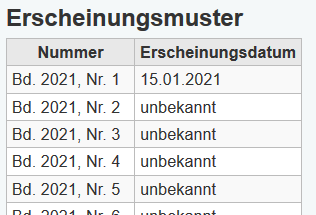 Erscheinungsmuster
Nummer Erscheinungsdatum
Bd. 2021, Nr. 1 15.01.2021
Bd. 2021, Nr. 2 unbekannt
Bd. 2021, Nr. 3 unbekannt
Bd. 2021, Nr. 4 unbekannt
Bd. 2021, Nr. 5 unbekannt
Bd. 2021, Nr. 6 unbekannt